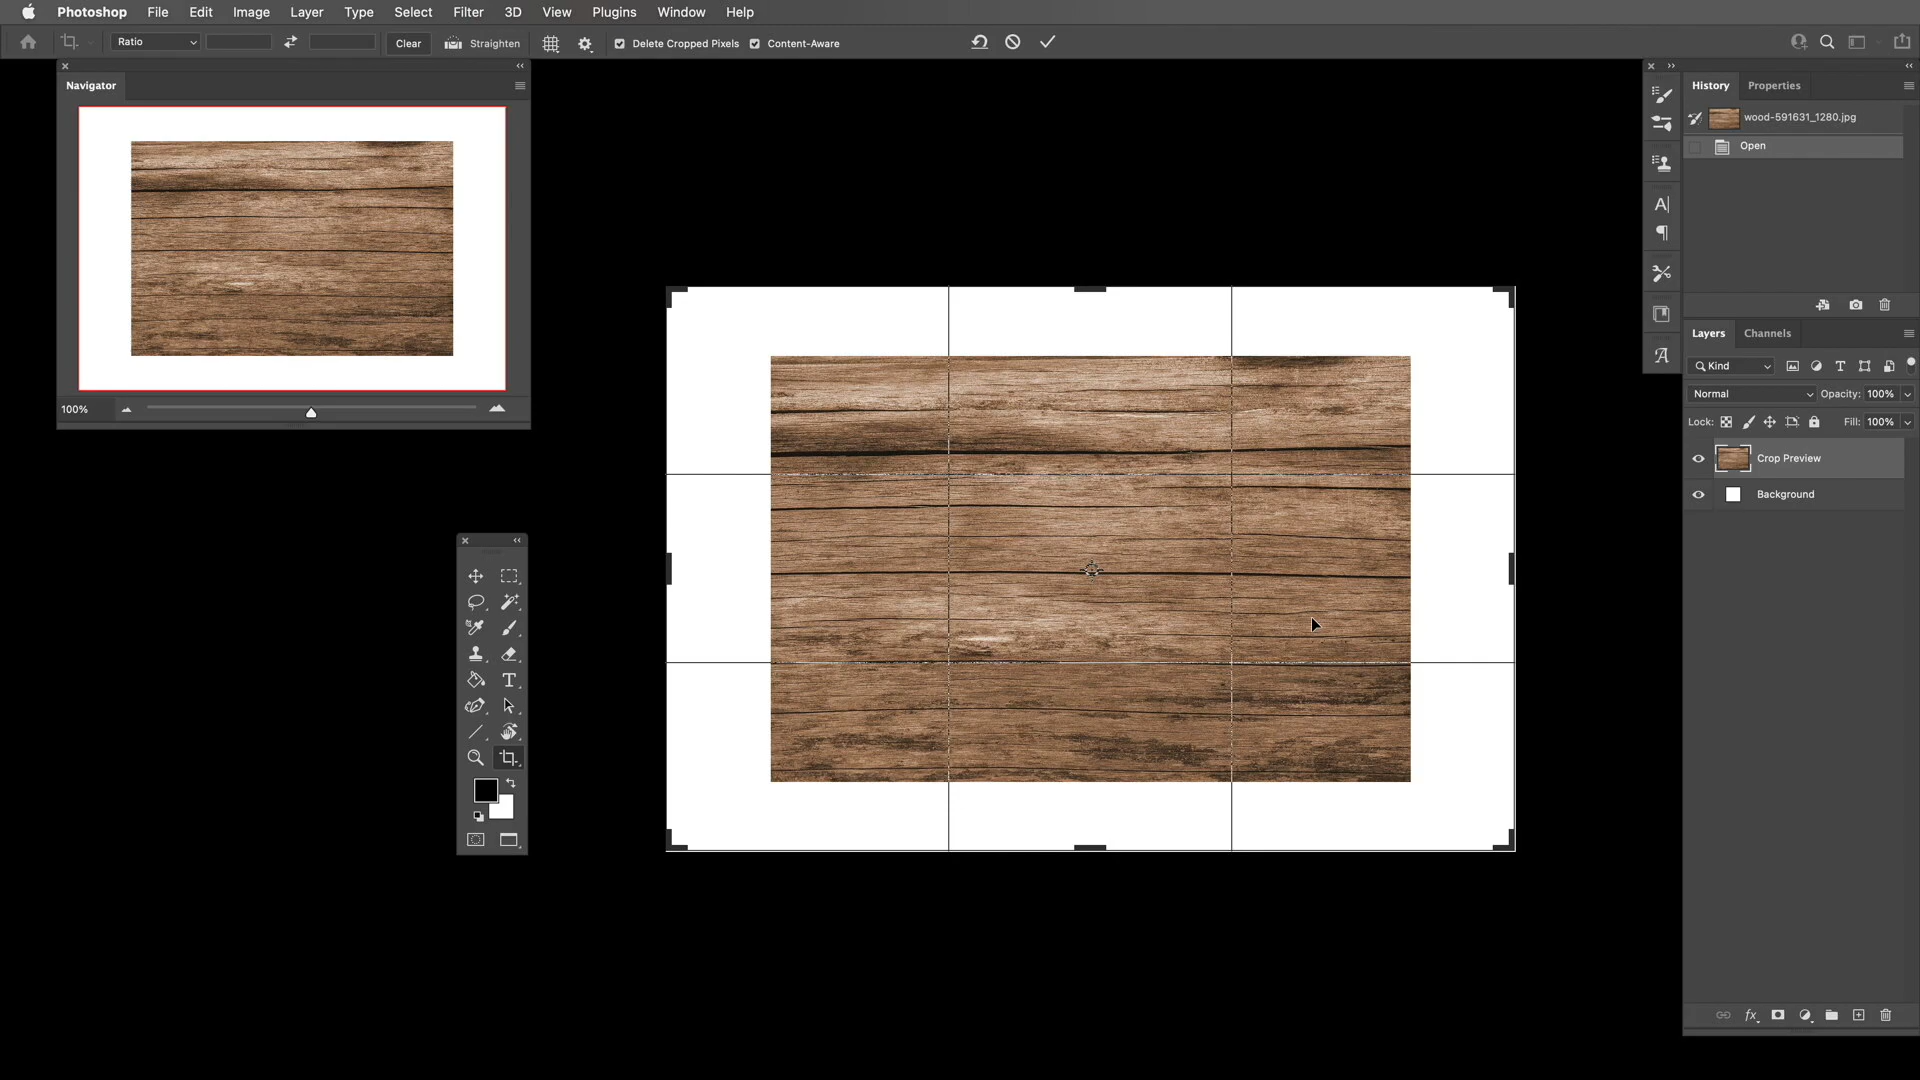 Photoshop File Edit Image Layer Type Select Filter 3D View Plugins Window Help
Ratio Clear Straighten Delete Cropped Pixels Content-Aware
Navigator
100%
History Properties
wood-591631_1280.jpg
Open
Layers Channels
Kind
Normal Opacity: 100%
Lock: Fill: 100%
Crop Preview
Background